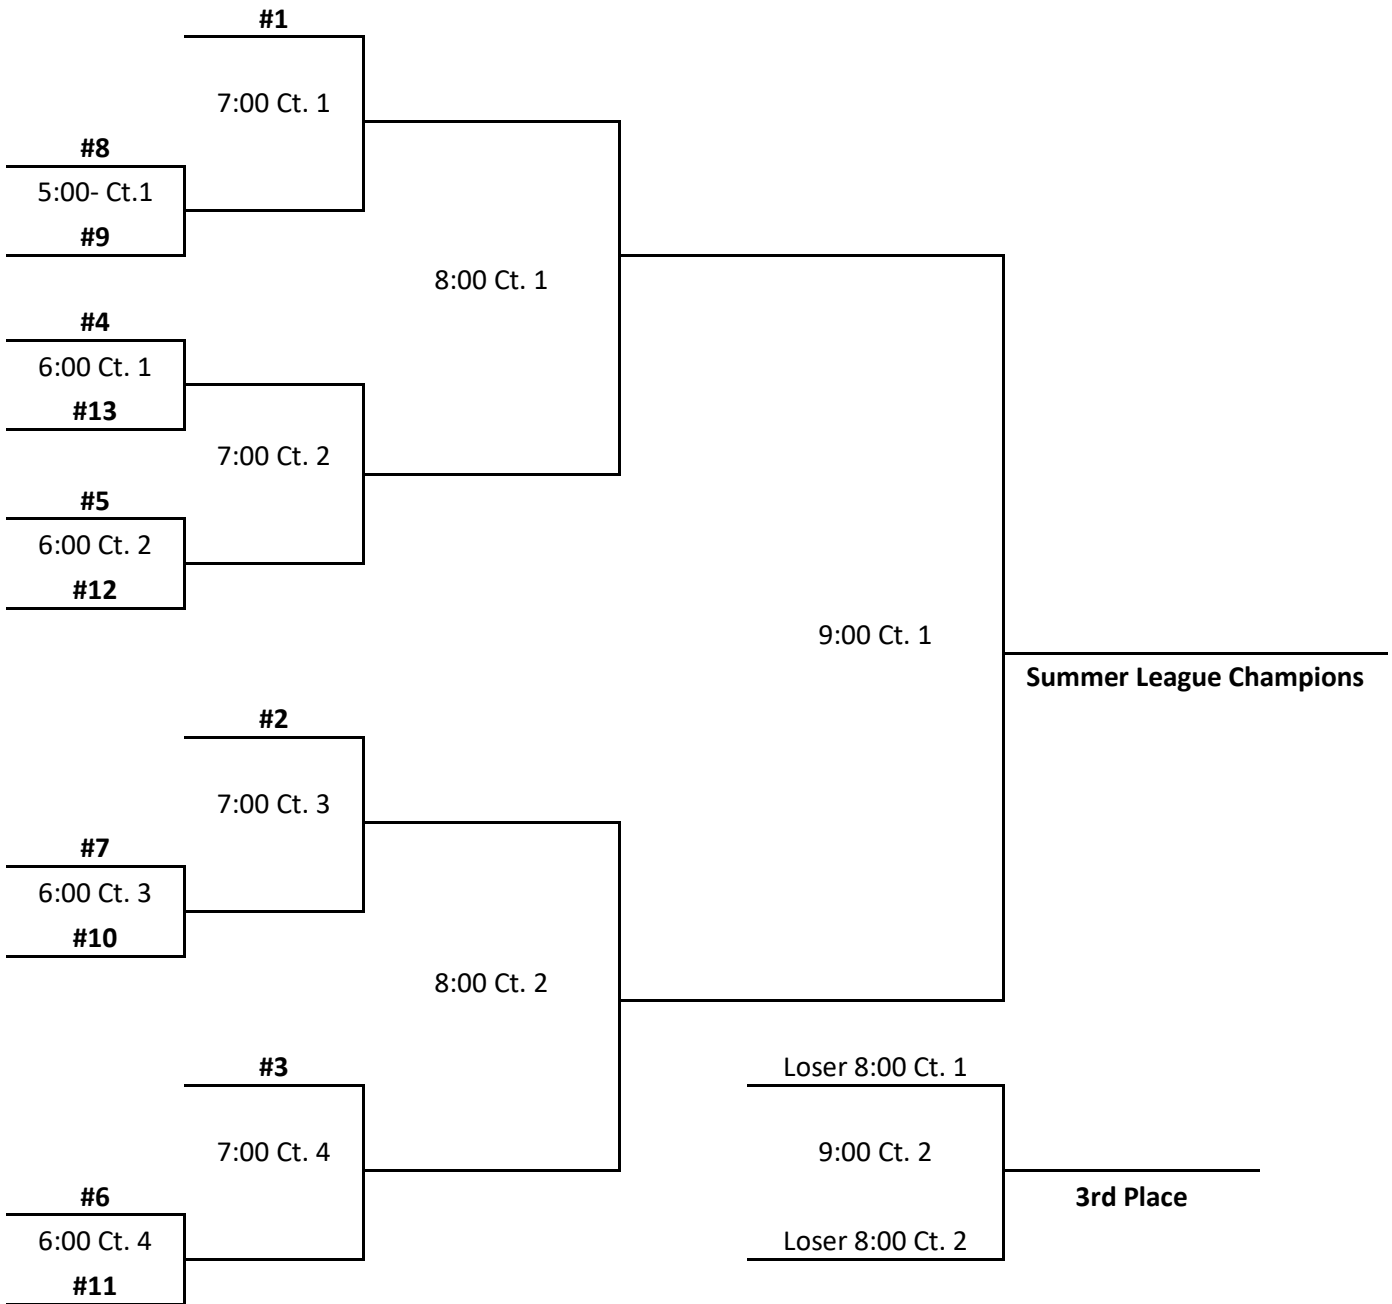 #1
7:00 Ct. 1
#8
5:00- Ct.1
#9
8:00 Ct. 1
#4
6:00 Ct. 1
#13
7:00 Ct. 2
#5
6:00 Ct. 2
#12
9:00 Ct. 1
Summer League Champions
#2
7:00 Ct. 3
#7
6:00 Ct. 3
#10
8:00 Ct. 2
#3
Loser 8:00 Ct. 1
7:00 Ct. 4
9:00 Ct. 2
#6
3rd Place
6:00 Ct. 4
Loser 8:00 Ct. 2
#11